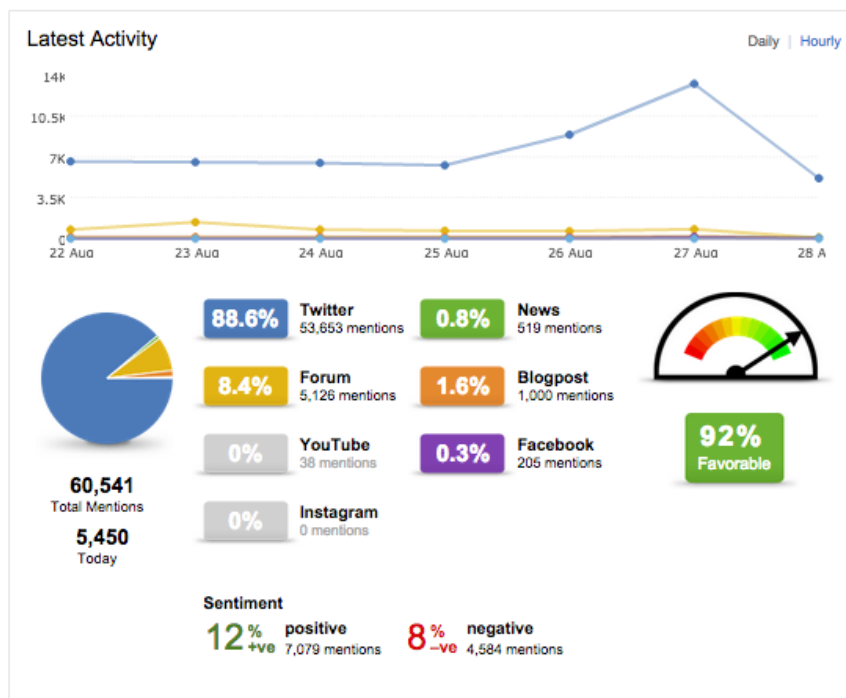 Latest Activity
Daily | Hourly
14K
10.5K
7K
3.5K
0
22 Aug
23 Aug
24 Aug
25 Aug
26 Aug
27 Aug
28 A
88.6%
Twitter
53,653 mentions
0.8%
News
519 mentions
8.4%
Forum
5,126 mentions
1.6%
Blogpost
1,000 mentions
0%
YouTube
38 mentions
0.3%
Facebook
205 mentions
0%
Instagram
0 mentions
60,541
Total Mentions
5,450
Today
92%
Favorable
Sentiment
12 % +ve
positive
7,079 mentions
8 % –ve
negative
4,584 mentions